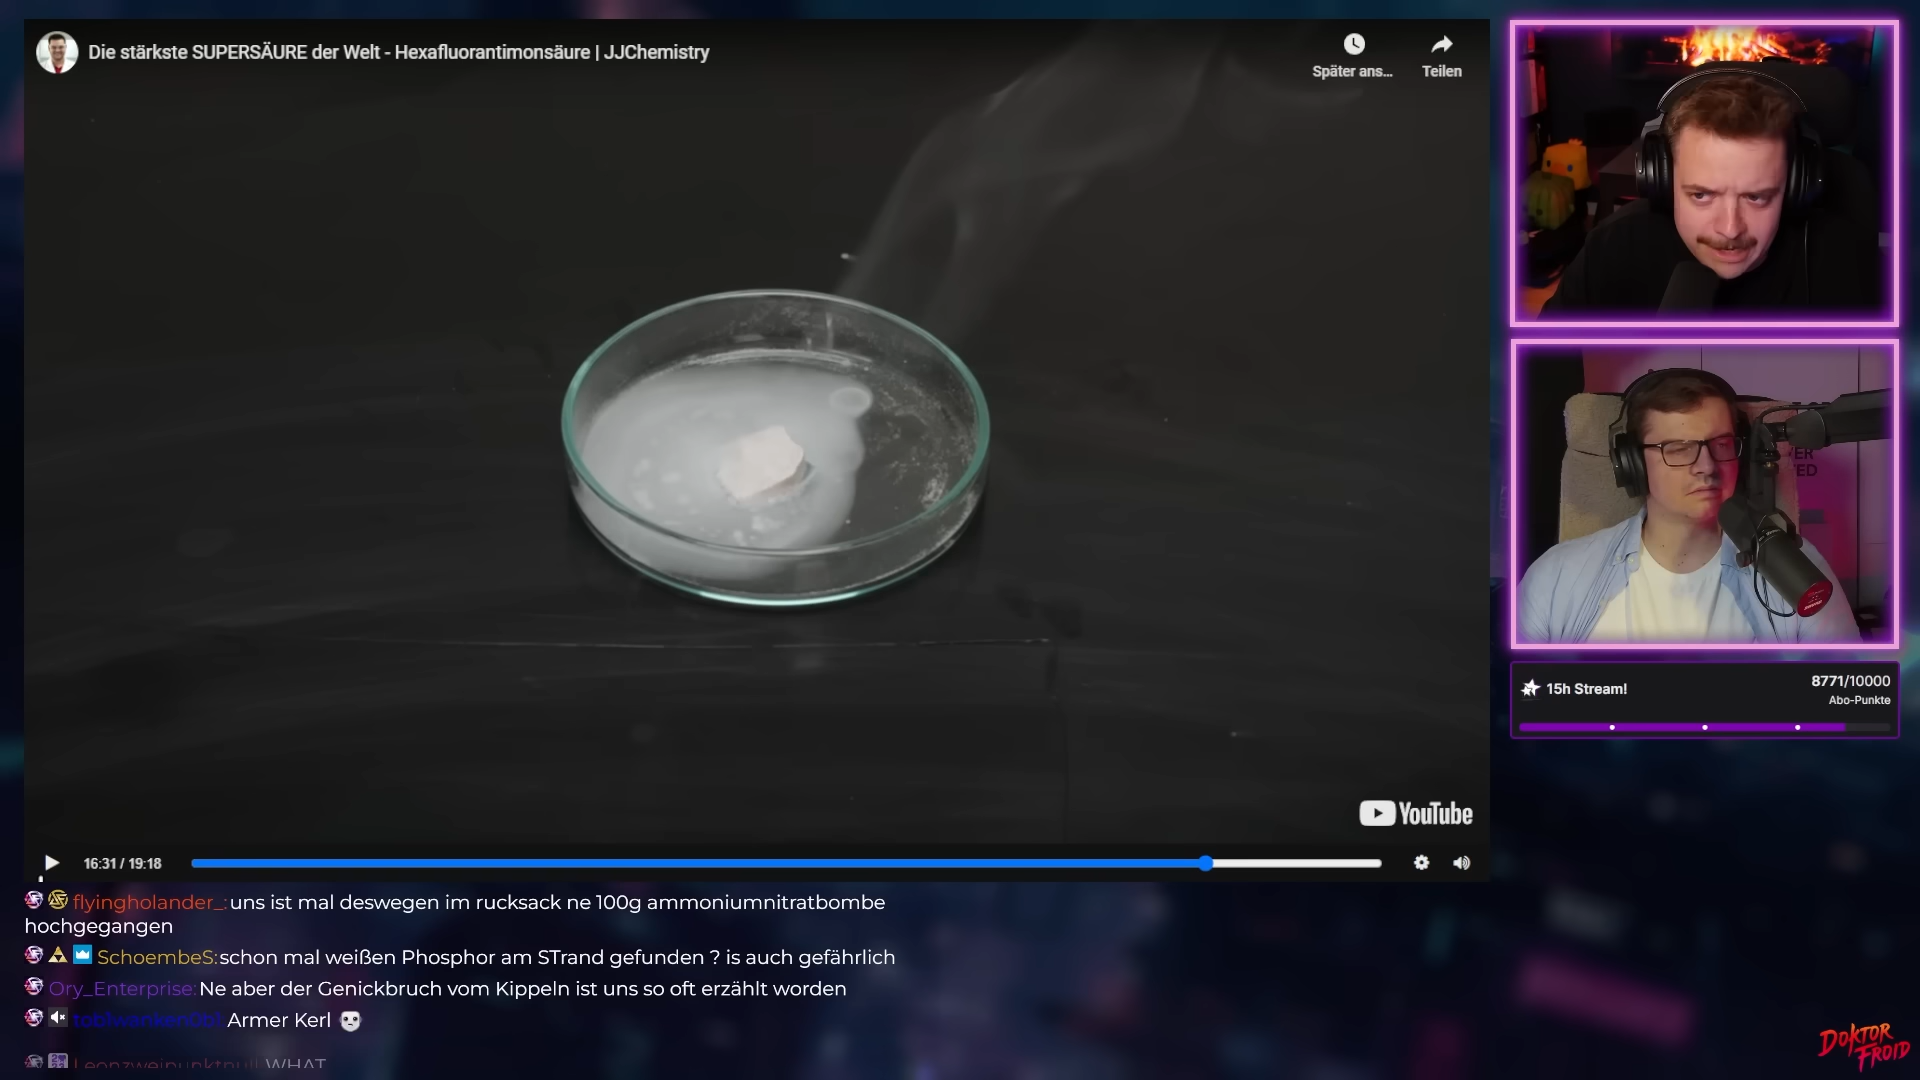 Die stärkste SUPERSÄURE der Welt - Hexafluorantimonsäure | JJChemistry
Später ans...
Teilen
YouTube
16:31 / 19:18
15h Stream!
8771/10000
Abo-Punkte
flyingholander_: uns ist mal deswegen im rucksack ne 100g ammoniumnitratbombe
hochgegangen
SchoembeS: schon mal weißen Phosphor am STrand gefunden ? is auch gefährlich
Ory_Enterprise: Ne aber der Genickbruch vom Kippeln ist uns so oft erzählt worden
Armer Kerl
Leonzweipunktnull WHAT
DOKTOR
FROID